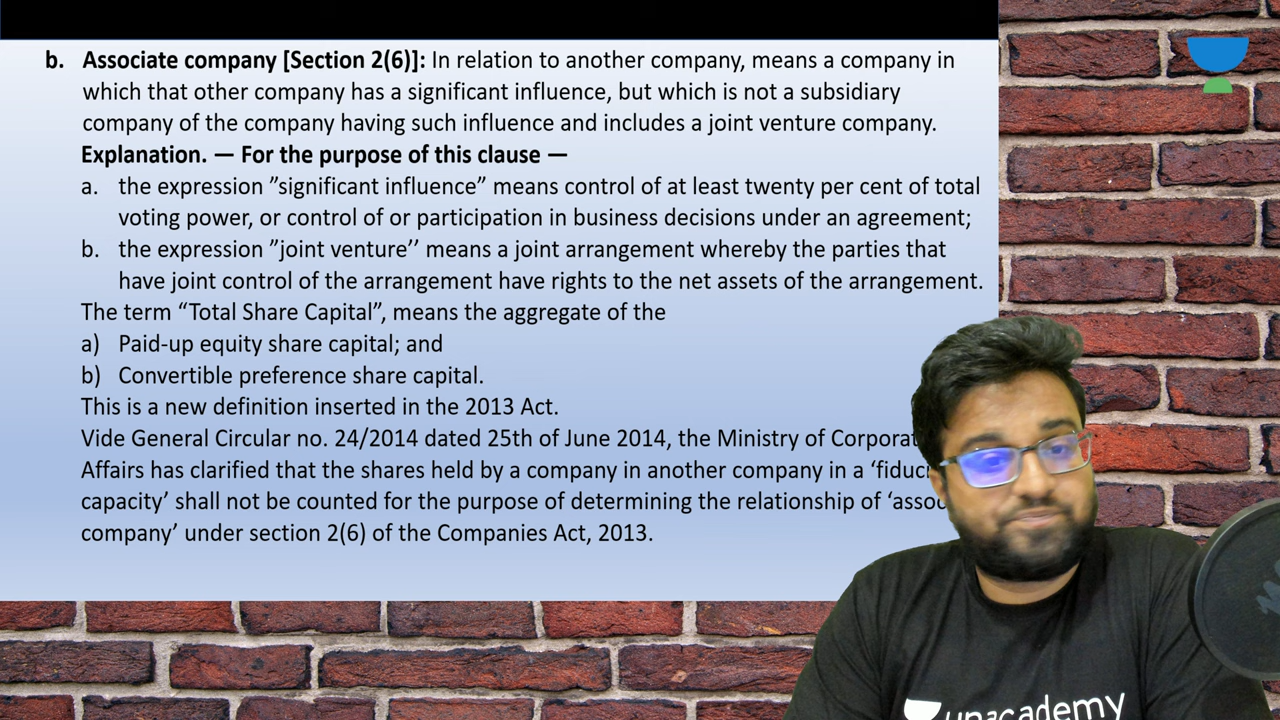 b. Associate company [Section 2(6)]: In relation to another company, means a company in
which that other company has a significant influence, but which is not a subsidiary
company of the company having such influence and includes a joint venture company.
Explanation. — For the purpose of this clause —
a. the expression ”significant influence” means control of at least twenty per cent of total
voting power, or control of or participation in business decisions under an agreement;
b. the expression ”joint venture’’ means a joint arrangement whereby the parties that
have joint control of the arrangement have rights to the net assets of the arrangement.
The term “Total Share Capital”, means the aggregate of the
a) Paid-up equity share capital; and
b) Convertible preference share capital.
This is a new definition inserted in the 2013 Act.
Vide General Circular no. 24/2014 dated 25th of June 2014, the Ministry of
Affairs has clarified that the shares held by a company in another company in a
capacity’ shall not be counted for the purpose of determining the relationship of
company’ under section 2(6) of the Companies Act, 2013.
unacademy